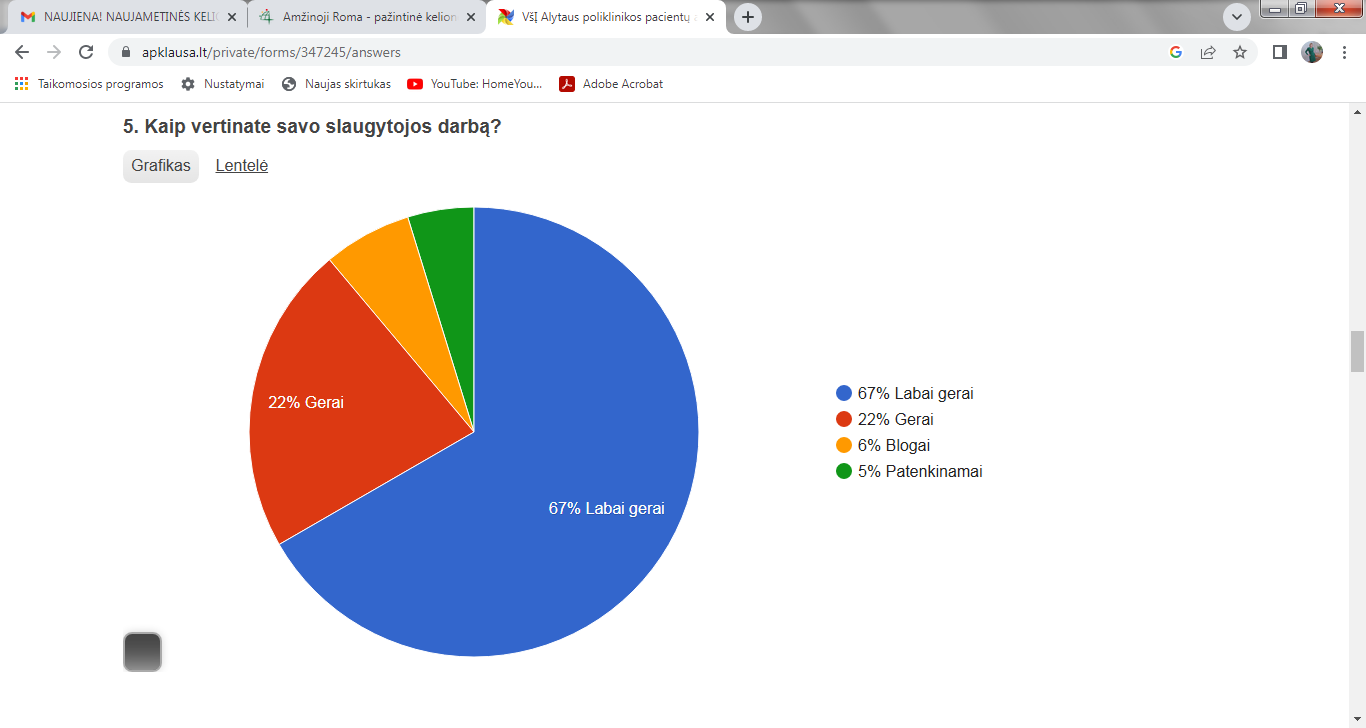 NAUJIENA! NAUJAMETINĖS KELIO
Amžinoji Roma - pažintinė kelion
VšĮ Alytaus poliklinikos pacientų
apklausa.lt/private/forms/347245/answers
Taikomosios programos
Nustatymai
Naujas skirtukas
YouTube: HomeYou...
Adobe Acrobat
5. Kaip vertinate savo slaugytojos darbą?
Grafikas
Lentelė
22% Gerai
67% Labai gerai
67% Labai gerai
22% Gerai
6% Blogai
5% Patenkinamai